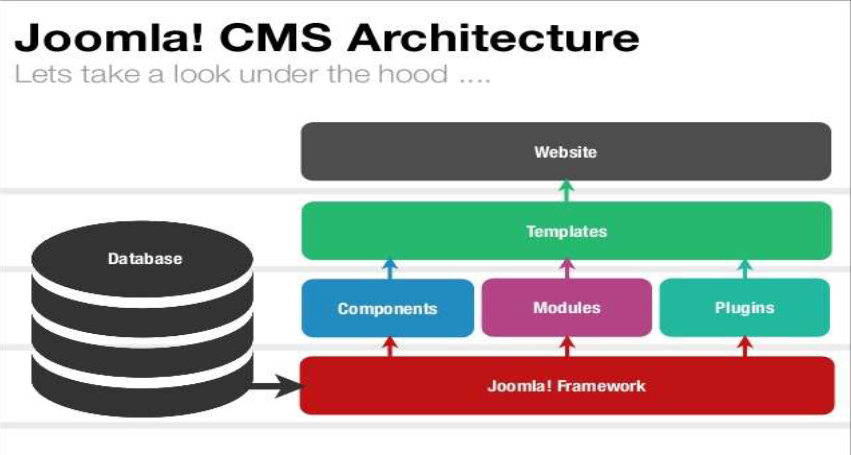 Joomla! CMS Architecture
Lets take a look under the hood ....
Website
Templates
Database
Components
Modules
Plugins
Joomla! Framework